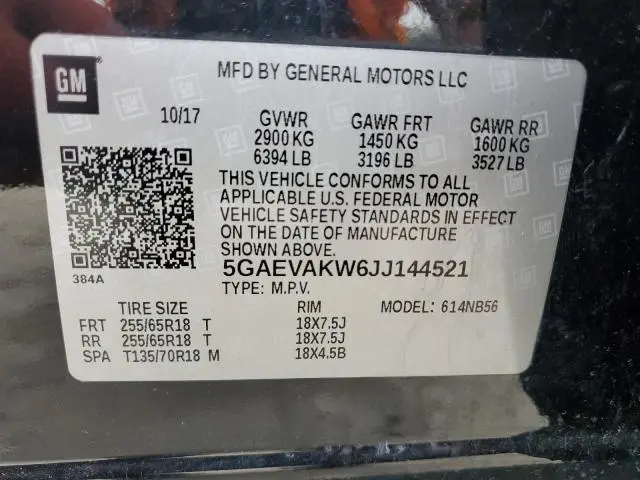 GM
MFD BY GENERAL MOTORS LLC
10/17 GVWR GAWR FRT GAWR RR
2900 KG 1450 KG 1600 KG
6394 LB 3196 LB 3527 LB
THIS VEHICLE CONFORMS TO ALL
APPLICABLE U.S. FEDERAL MOTOR
VEHICLE SAFETY STANDARDS IN EFFECT
ON THE DATE OF MANUFACTURE
SHOWN ABOVE.
5GAEVAKW6JJ144521
384A
TYPE: M.P.V.
TIRE SIZE RIM MODEL: 614NB56
FRT 255/65R18 T 18X7.5J
RR 255/65R18 T 18X7.5J
SPA T135/70R18 M 18X4.5B